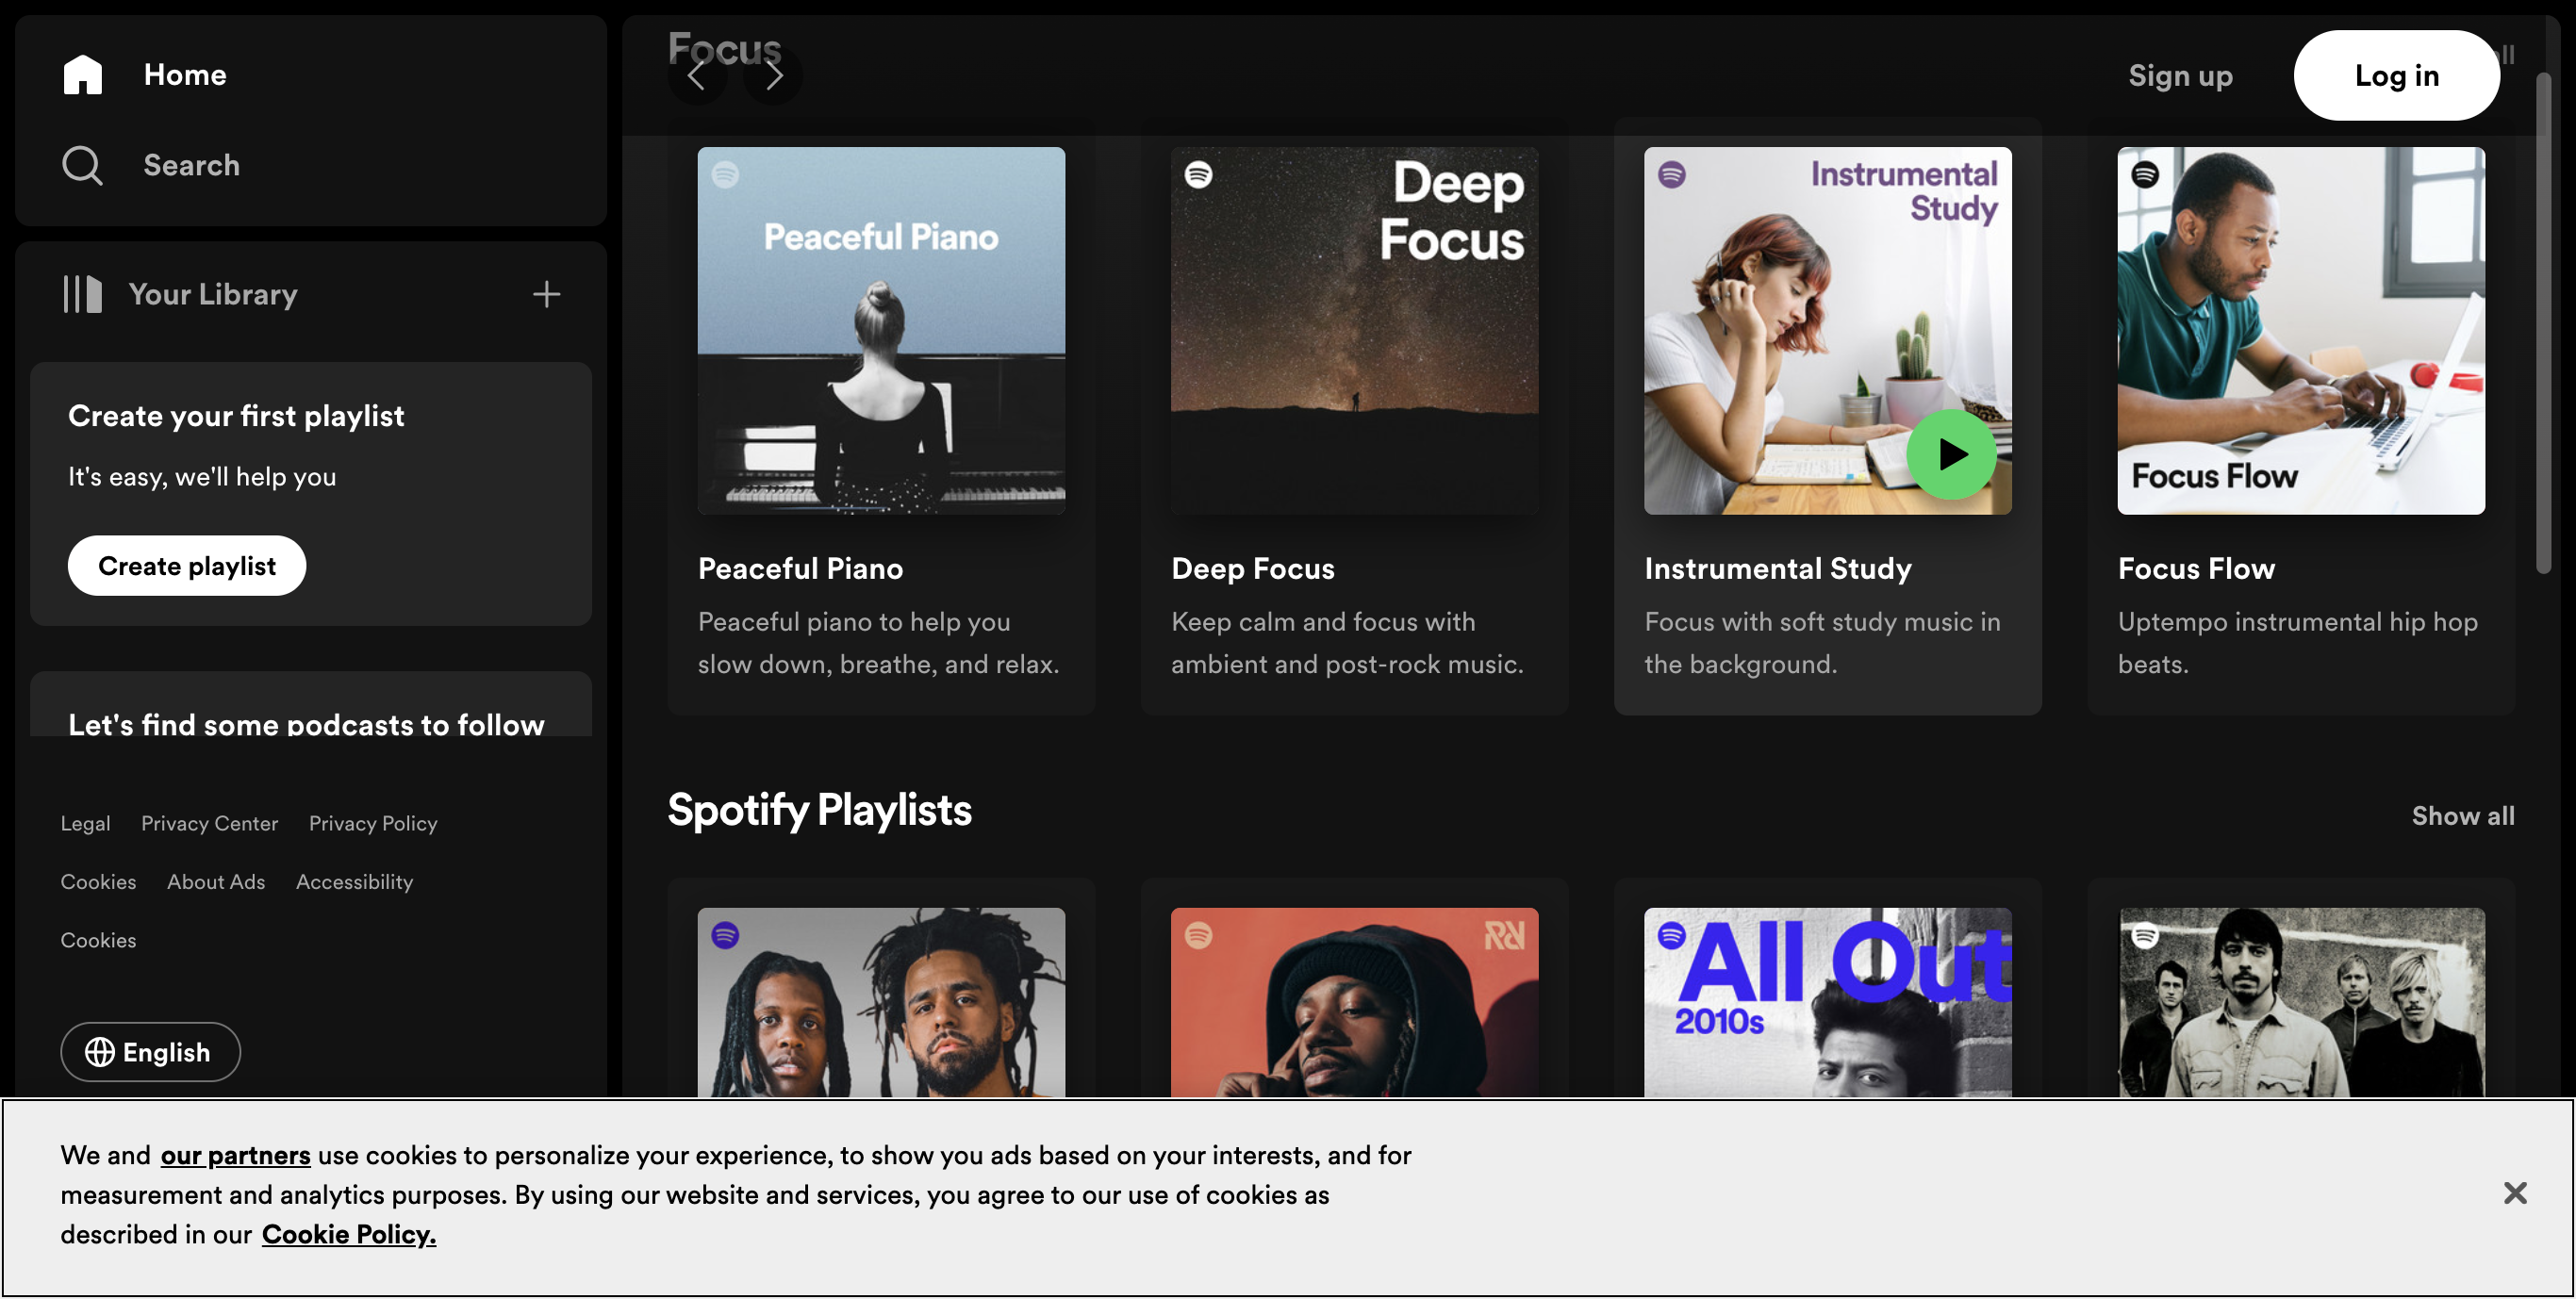 Home
Search
Your Library
Create your first playlist
It's easy, we'll help you
Create playlist
Let's find some podcasts to follow
Legal
Privacy Center
Privacy Policy
Cookies
About Ads
Accessibility
Cookies
English
Focus
Sign up
Log in
Peaceful Piano
Peaceful Piano
Peaceful piano to help you
slow down, breathe, and relax.
Deep
Focus
Deep Focus
Keep calm and focus with
ambient and post-rock music.
Instrumental
Study
Instrumental Study
Focus with soft study music in
the background.
Focus Flow
Focus Flow
Uptempo instrumental hip hop
beats.
Spotify Playlists
Show all
All Out
2010s
We and our partners use cookies to personalize your experience, to show you ads based on your interests, and for
measurement and analytics purposes. By using our website and services, you agree to our use of cookies as
described in our Cookie Policy.